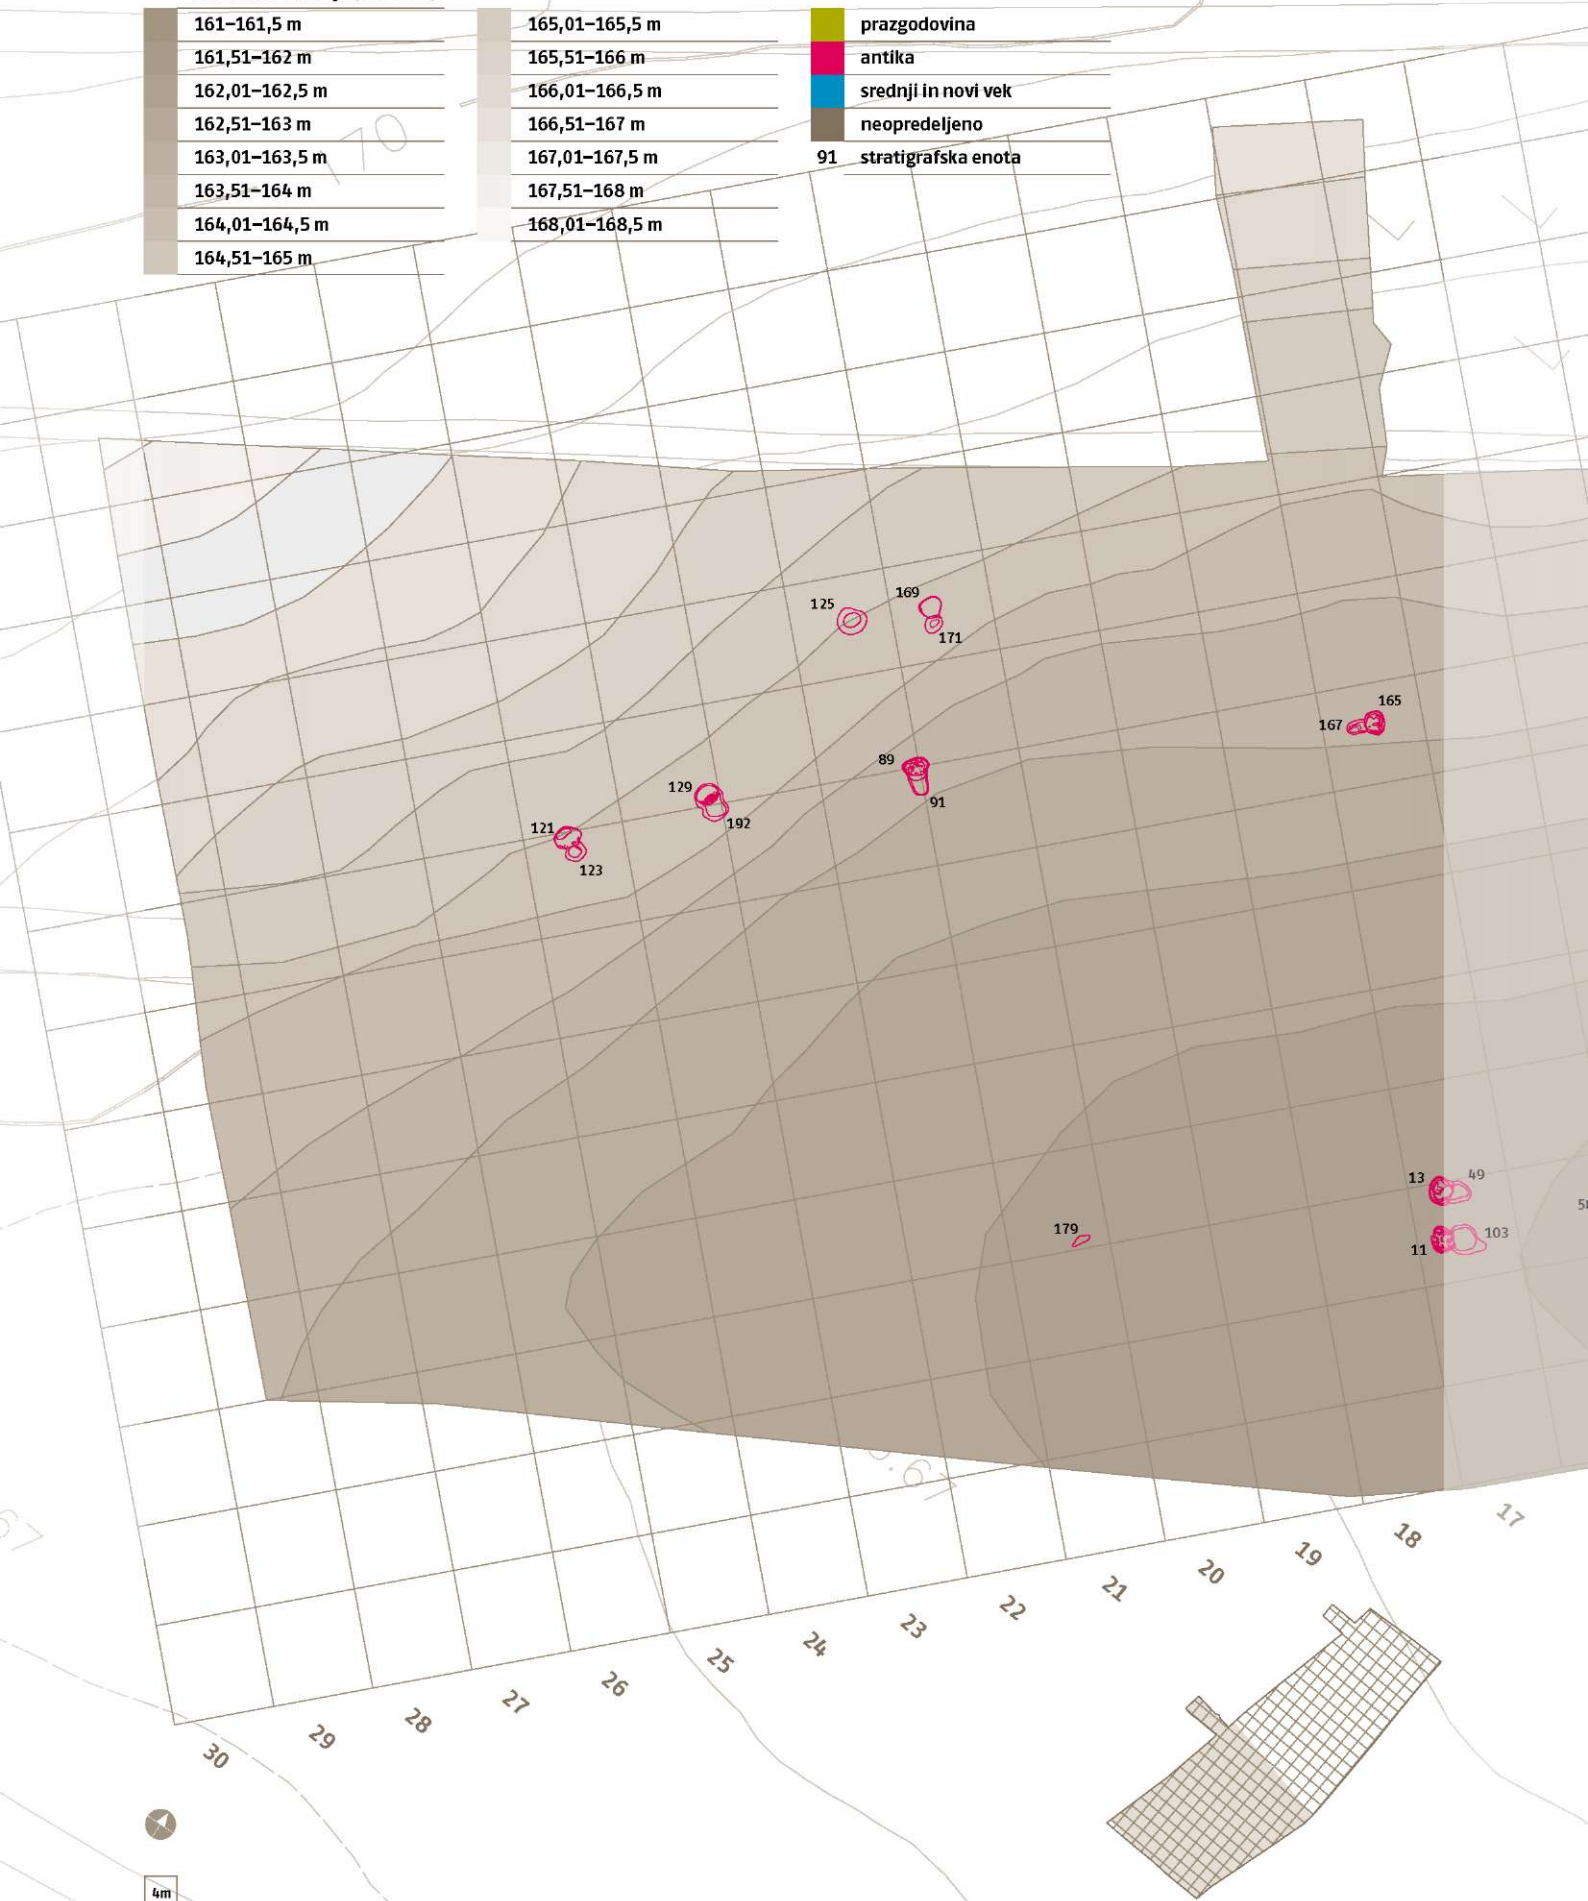 161–161,5 m
161,51–162 m
162,01–162,5 m
162,51–163 m
163,01–163,5 m
163,51–164 m
164,01–164,5 m
164,51–165 m
165,01–165,5 m
165,51–166 m
166,01–166,5 m
166,51–167 m
167,01–167,5 m
167,51–168 m
168,01–168,5 m
prazgodovina
antika
srednji in novi vek
neopredeljeno
91 stratigrafska enota
170
125
169
171
165
167
89
91
129
192
121
123
13
49
179
11
103
58
67
17
18
19
20
21
22
23
24
25
26
27
28
29
30
4m